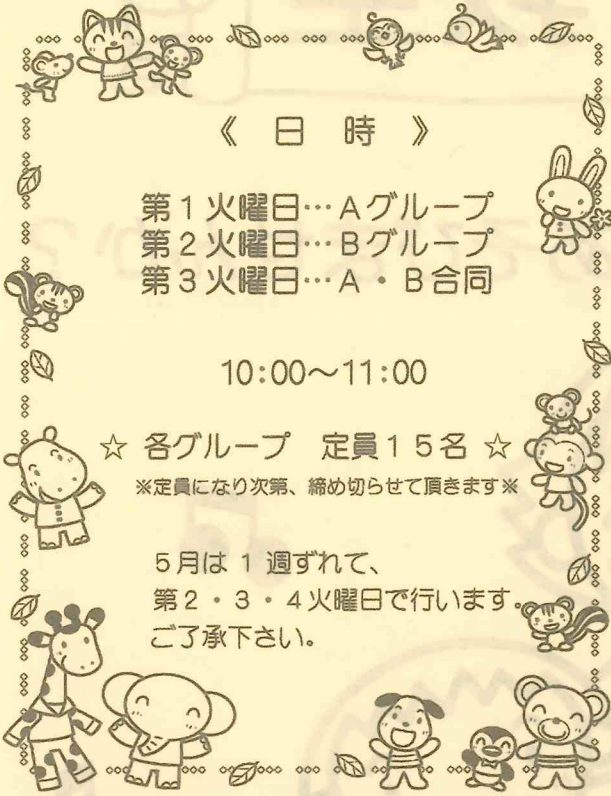 《 日 時 》
第1火曜日…Aグループ
第2火曜日…Bグループ
第3火曜日…A・B合同
10:00～11:00
☆ 各グループ 定員15名 ☆
※定員になり次第、締め切らせて頂きます※
5月は1週ずれて、
第2・3・4火曜日で行います。
ご了承下さい。